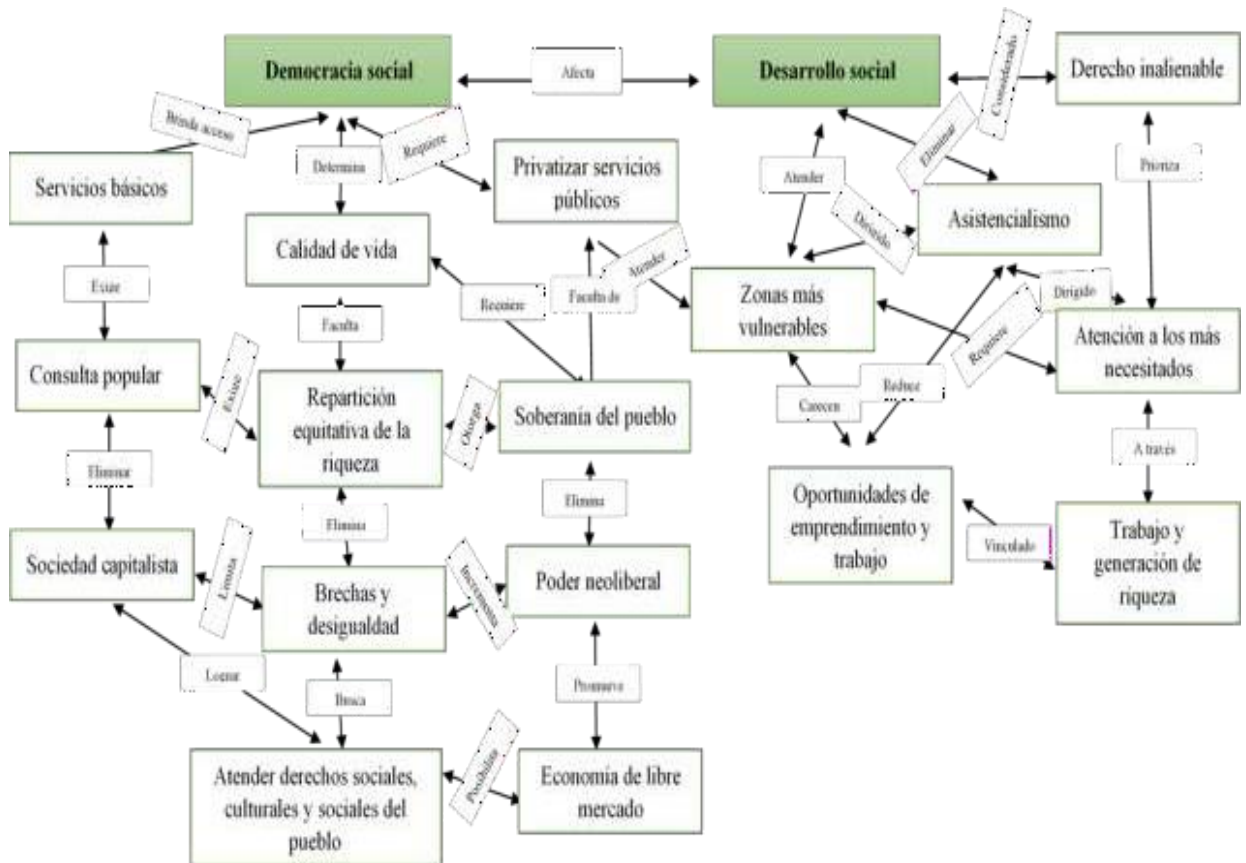 Democracia social
Afecta
Desarrollo social
Considerado
Derecho inalienable
Brinda acceso
Requiere
Determina
Privatizar servicios
públicos
Servicios básicos
Atender
Eliminar
Prioriza
Calidad de vida
Dirigido
Asistencialismo
Requiere
Faculta de
Atender
Zonas más
vulnerables
Dirigido
Requiere
Faculta
Consulta popular
Repartición
equitativa de la
riqueza
Otorga
Soberanía del pueblo
Carecen
Reduce
Atención a los más
necesitados
Eliminar
Elimina
Elimina
A través
Oportunidades de
emprendimiento y
trabajo
Vinculado
Trabajo y
generación de
riqueza
Sociedad capitalista
Brechas y
desigualdad
Incrementa
Poder neoliberal
Busca
Promueve
Atender derechos sociales,
culturales y sociales del
pueblo
Posibilita
Economía de libre
mercado